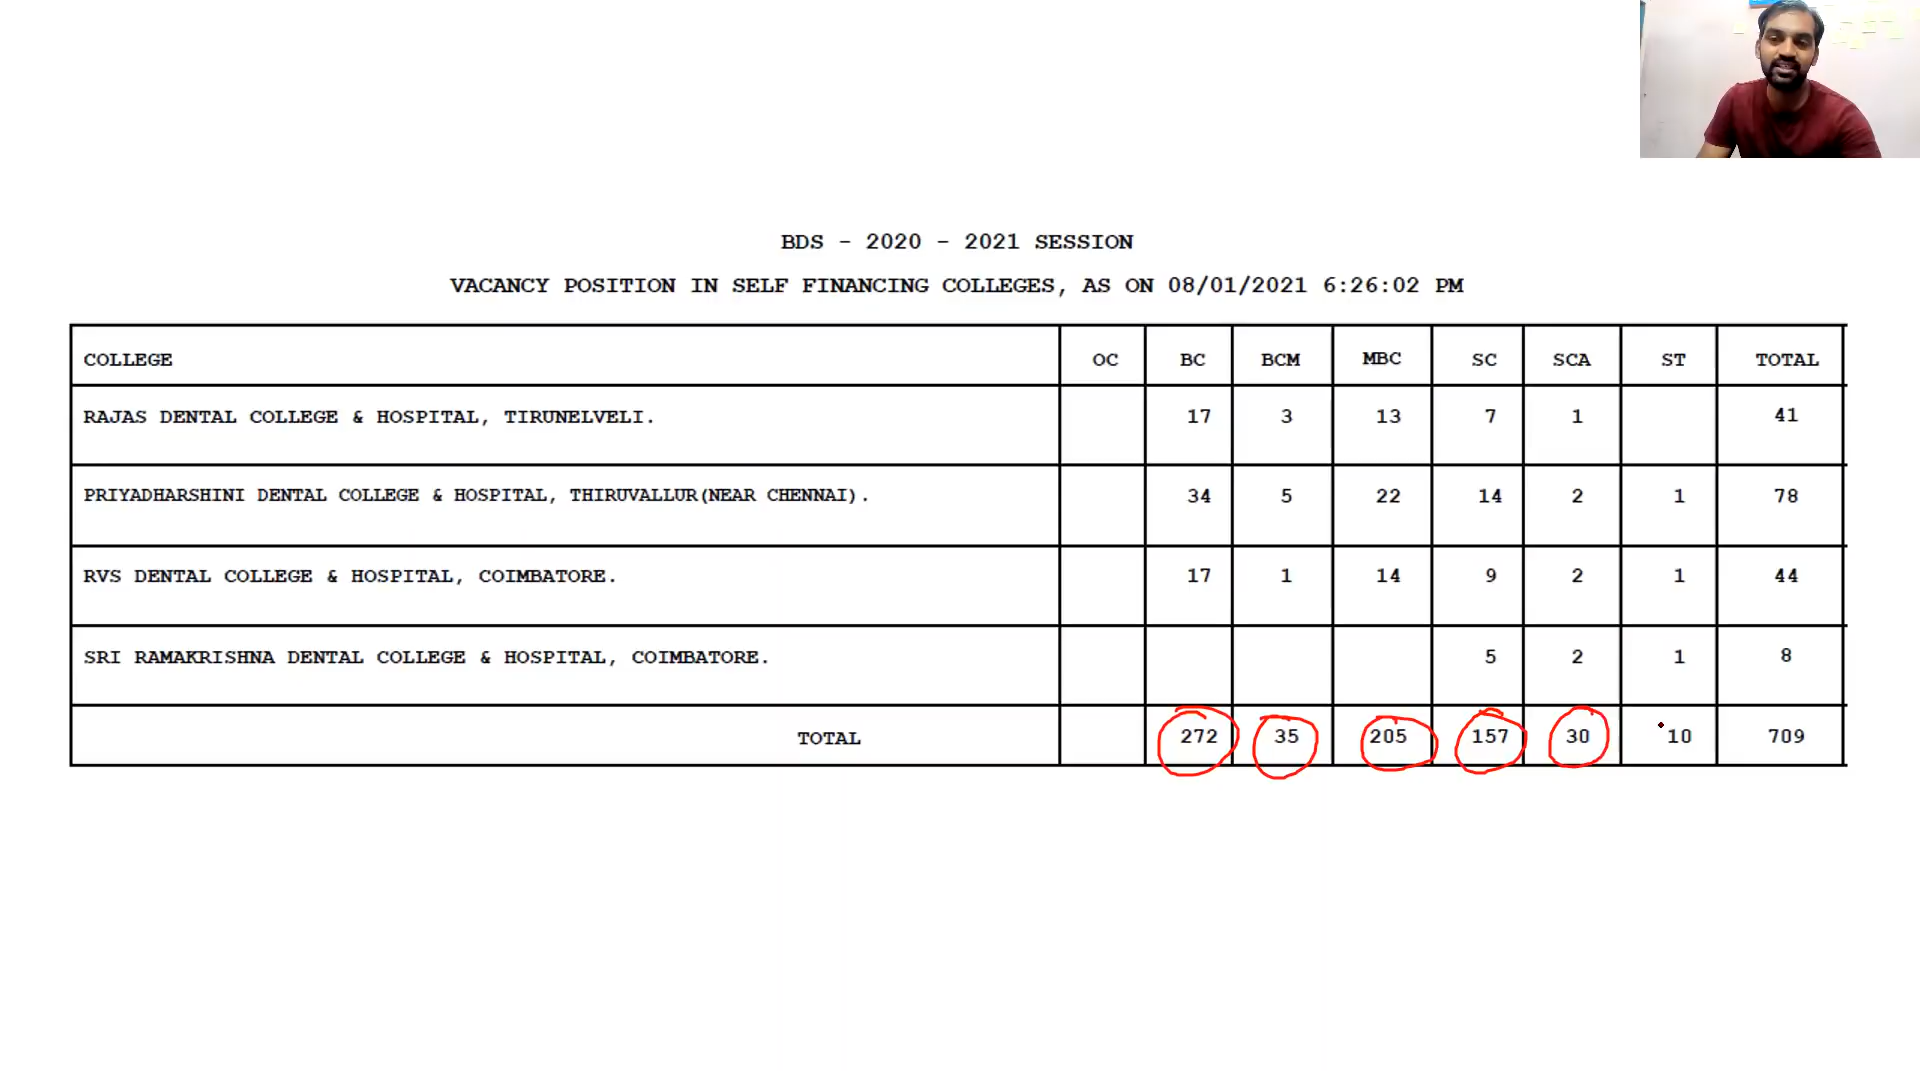 BDS - 2020 - 2021 SESSION
VACANCY POSITION IN SELF FINANCING COLLEGES, AS ON 08/01/2021 6:26:02 PM
COLLEGE OC BC BCM MBC SC SCA ST TOTAL
RAJAS DENTAL COLLEGE & HOSPITAL, TIRUNELVELI. 17 3 13 7 1 41
PRIYADHARSHINI DENTAL COLLEGE & HOSPITAL, THIRUVALLUR(NEAR CHENNAI). 34 5 22 14 2 1 78
RVS DENTAL COLLEGE & HOSPITAL, COIMBATORE. 17 1 14 9 2 1 44
SRI RAMAKRISHNA DENTAL COLLEGE & HOSPITAL, COIMBATORE. 5 2 1 8
TOTAL 272 35 205 157 30 10 709